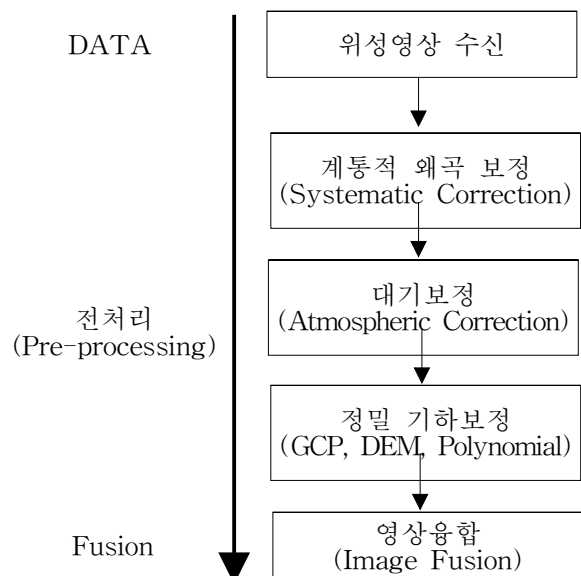 DATA
위성영상 수신
계통적 왜곡 보정
(Systematic Correction)
대기보정
(Atmospheric Correction)
전처리
(Pre-processing)
정밀 기하보정
(GCP, DEM, Polynomial)
Fusion
영상융합
(Image Fusion)